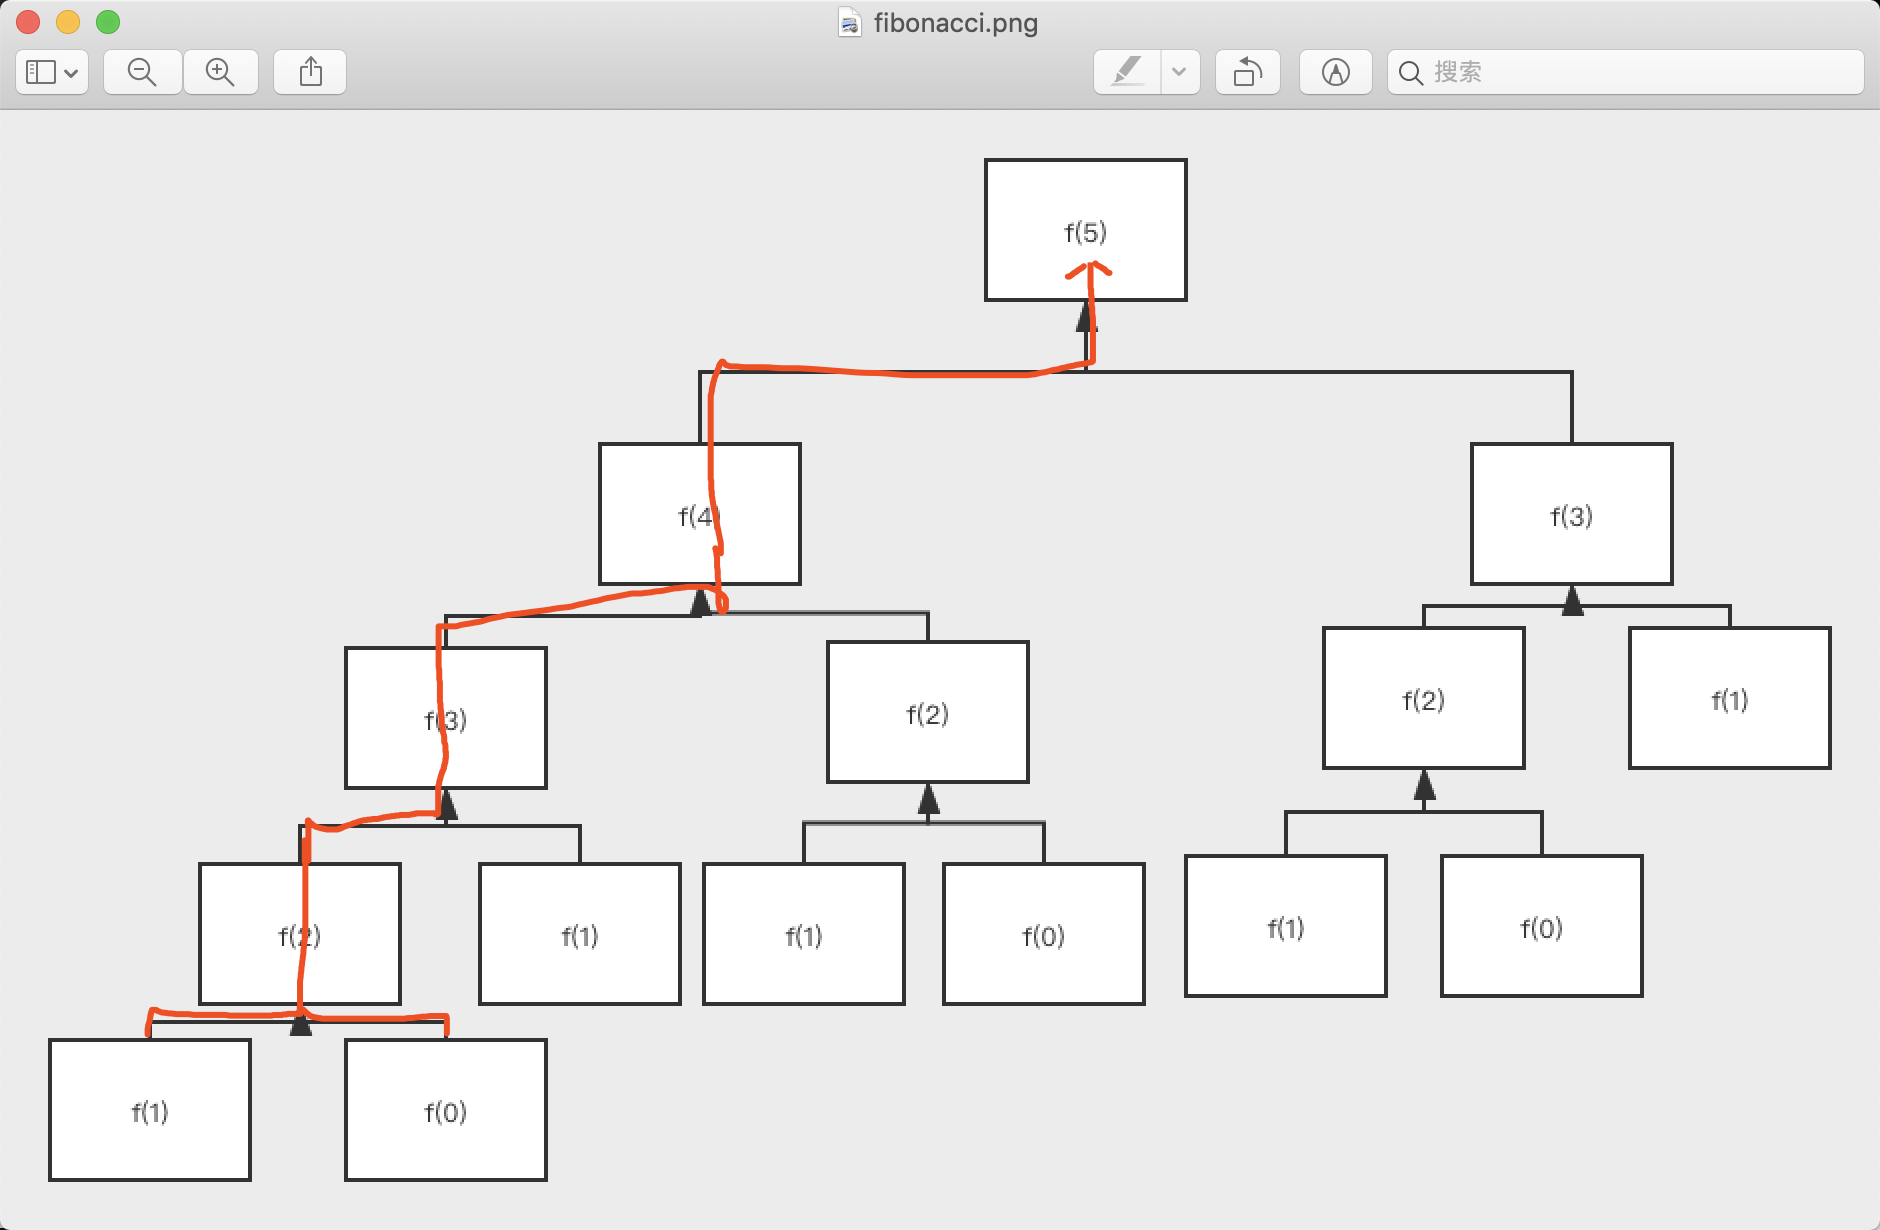 fibonacci.png
搜索
f(5)
f(4)
f(3)
f(3)
f(2)
f(2)
f(1)
f(2)
f(1)
f(1)
f(0)
f(1)
f(0)
f(1)
f(0)